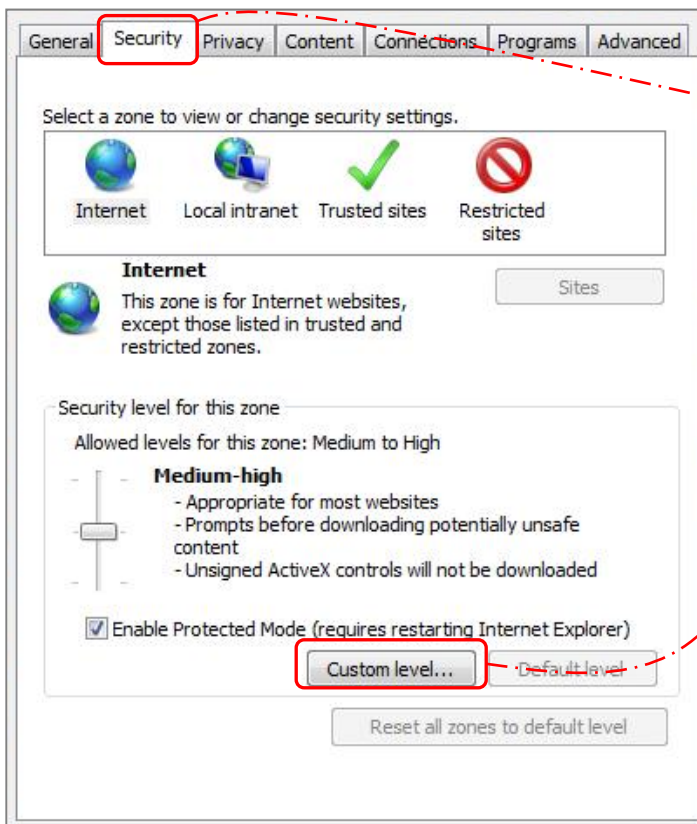 General Security Privacy Content Connections Programs Advanced
Select a zone to view or change security settings.
Internet Local intranet Trusted sites Restricted
sites
Internet
Sites
This zone is for Internet websites,
except those listed in trusted and
restricted zones.
Security level for this zone
Allowed levels for this zone: Medium to High
Medium-high
- Appropriate for most websites
- Prompts before downloading potentially unsafe
content
- Unsigned ActiveX controls will not be downloaded
Enable Protected Mode (requires restarting Internet Explorer)
Custom level... Default level
Reset all zones to default level